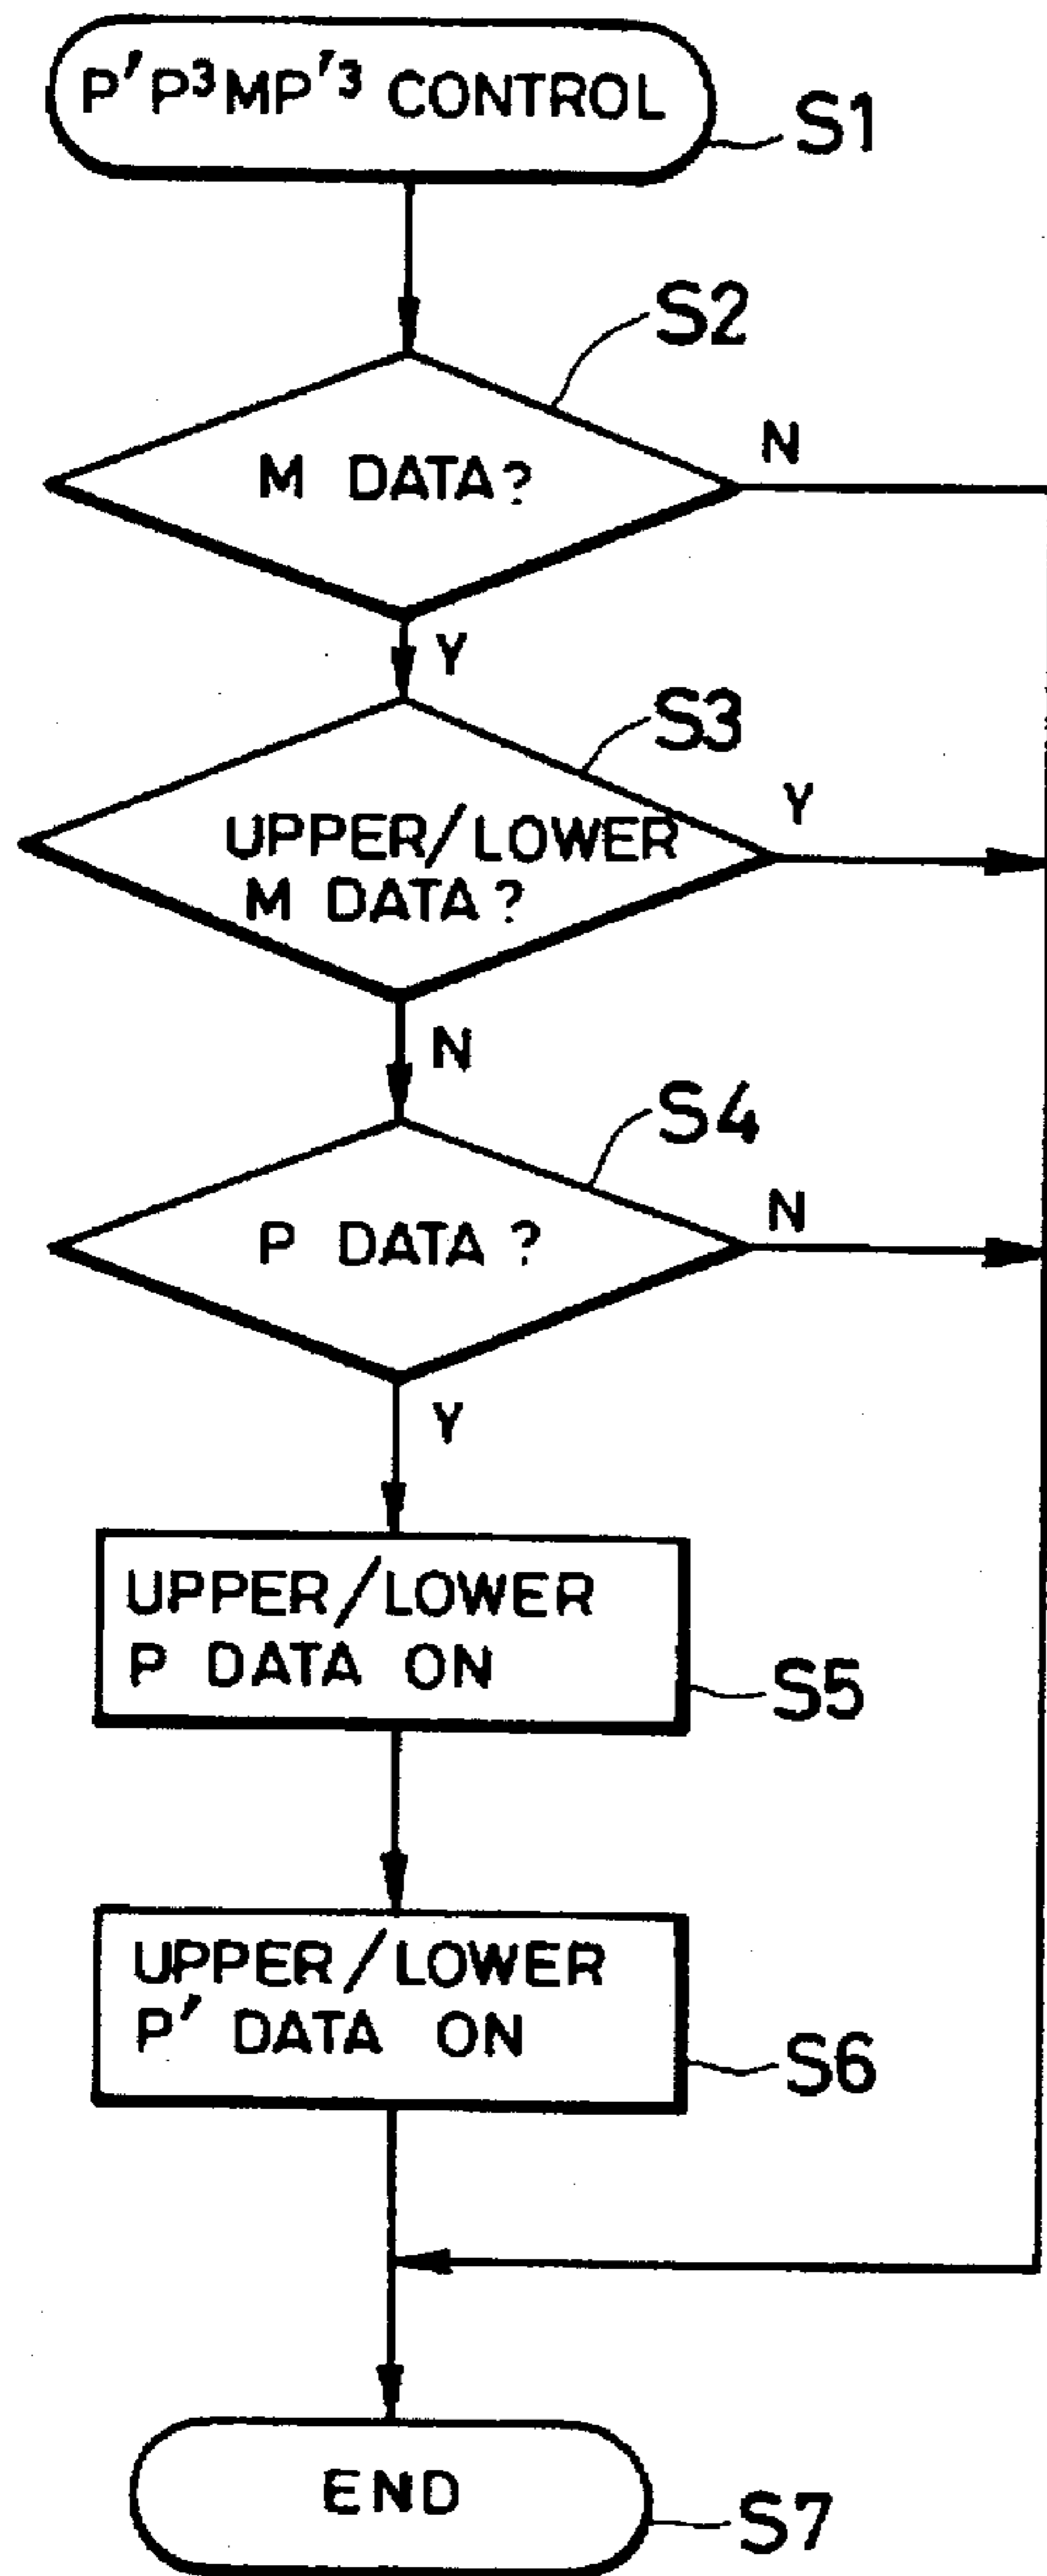 P'P³MP'³ CONTROL
S1
S2
M DATA?
N
Y
S3
UPPER/LOWER
M DATA?
Y
N
S4
P DATA?
N
Y
UPPER/LOWER
P DATA ON
S5
UPPER/LOWER
P' DATA ON
S6
END
S7